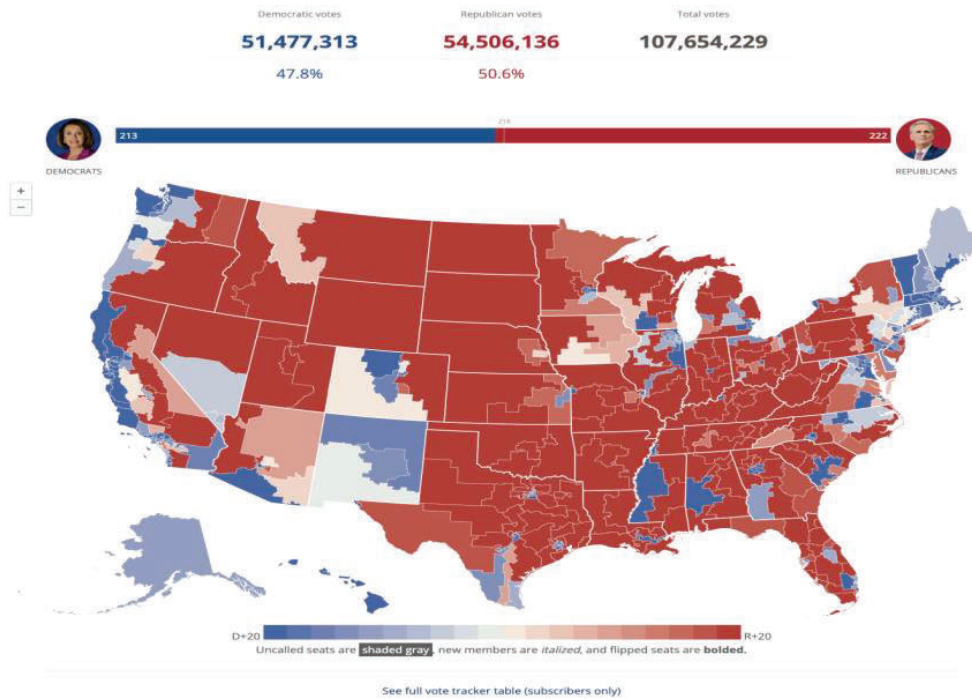 Democratic votes Republican votes Total votes
51,477,313 54,506,136 107,654,229
47.8% 50.6%
218
213 222
DEMOCRATS REPUBLICANS
+
−
D+20 R+20
Uncalled seats are shaded gray, new members are italized, and flipped seats are bolded.
See full vote tracker table (subscribers only)